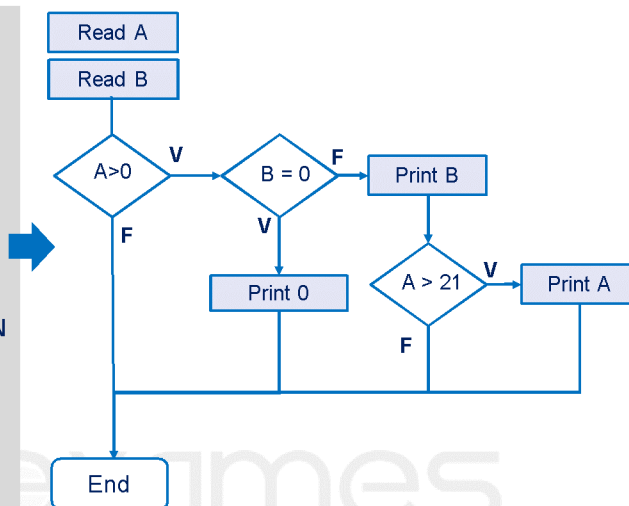 Read A
Read B
A>0
V
B = 0
F
Print B
F
V
A > 21
V
Print A
Print 0
N
F
End